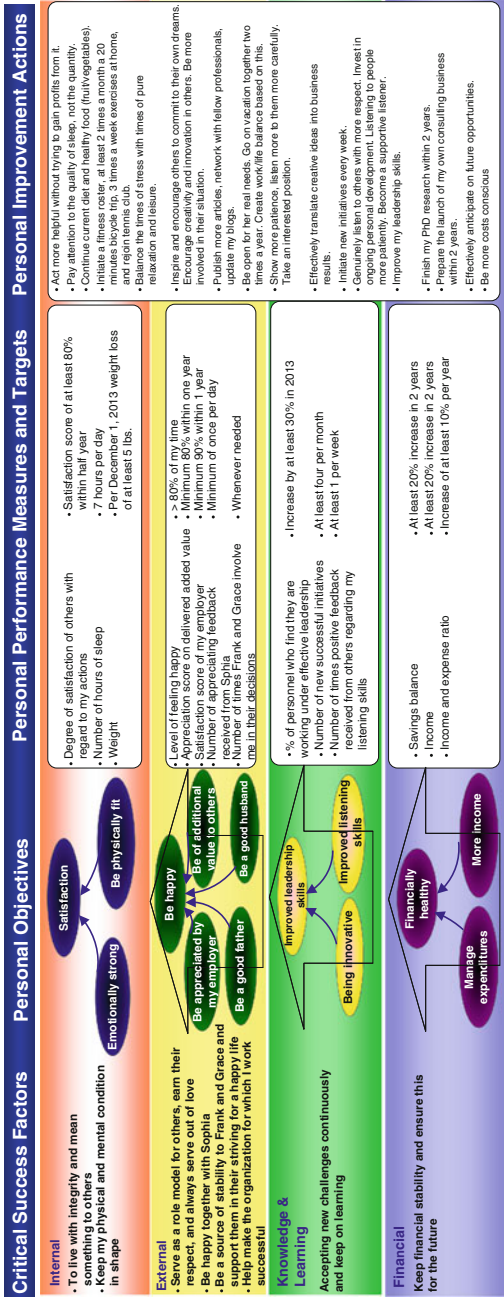 Critical Success Factors
Personal Objectives
Personal Performance Measures and Targets
Personal Improvement Actions
Internal
• To live with integrity and mean
something to others
• Keep my physical and mental condition
in shape
Satisfaction
Emotionally strong
Be physically fit
• Degree of satisfaction of others with
regard to my actions
• Number of hours of sleep
• Weight
• Satisfaction score of at least 80%
within half year
• 7 hours per day
• Per December 1, 2013 weight loss
of at least 5 lbs.
• Act more helpful without trying to gain profits from it.
• Pay attention to the quality of sleep, not the quantity.
• Continue current diet and healthy food (fruit/vegetables).
• Initiate a fitness roster, at least 2 times a month a 20
minutes bicycle trip, 3 times a week exercises at home,
and rejoin tennis club.
• Balance the times of stress with times of pure
relaxation and leisure.
External
• Serve as a role model for others, earn their
respect, and always serve out of love
• Be happy together with Sophia
• Be a source of stability to Frank and Grace and
support them in their striving for a happy life
• Help make the organization for which I work
successful
Be happy
Be appreciated by
my employer
Be of additional
value to others
Be a good father
Be a good husband
• Level of feeling happy
• Appreciation score on delivered added value
• Satisfaction score of my employer
• Number of appreciating feedback
received from Sphia
• Number of times Frank and Grace involve
me in their decisions
• > 80% of my time
• Minimum 80% within one year
• Minimum 90% within 1 year
• Minimum of once per day
• Whenever needed
• Inspire and encourage others to commit to their own dreams.
Encourage creativity and innovation in others. Be more
involved in their situation.
• Publish more articles, network with fellow professionals,
update my blogs.
• Be open for her real needs. Go on vacation together two
times a year. Create work/life balance based on this.
• Show more patience, listen more to them more carefully.
Take an interested position.
Knowledge &
Learning
Accepting new challenges continuously
and keep on learning
Improved leadership
skills
Being innovative
Improved listening
skills
• % of personnel who find they are
working under effective leadership
• Number of new successful initiatives
• Number of times positive feedback
received from others regarding my
listening skills
• Increase by at least 30% in 2013
• At least four per month
• At least 1 per week
• Effectively translate creative ideas into business
results.
• Initiate new initiatives every week.
• Genuinely listen to others with more respect. Invest in
ongoing personal development. Listening to people
more patiently. Become a supportive listener.
• Improve my leadership skills.
Financial
Keep financial stability and ensure this
for the future
Financially
healthy
Manage
expenditures
More income
• Savings balance
• Income
• Income and expense ratio
• At least 20% increase in 2 years
• At least 20% increase in 2 years
• Increase of at least 10% per year
• Finish my PhD research within 2 years.
• Prepare the launch of my own consulting business
within 2 years.
• Effectively anticipate on future opportunities.
• Be more costs conscious